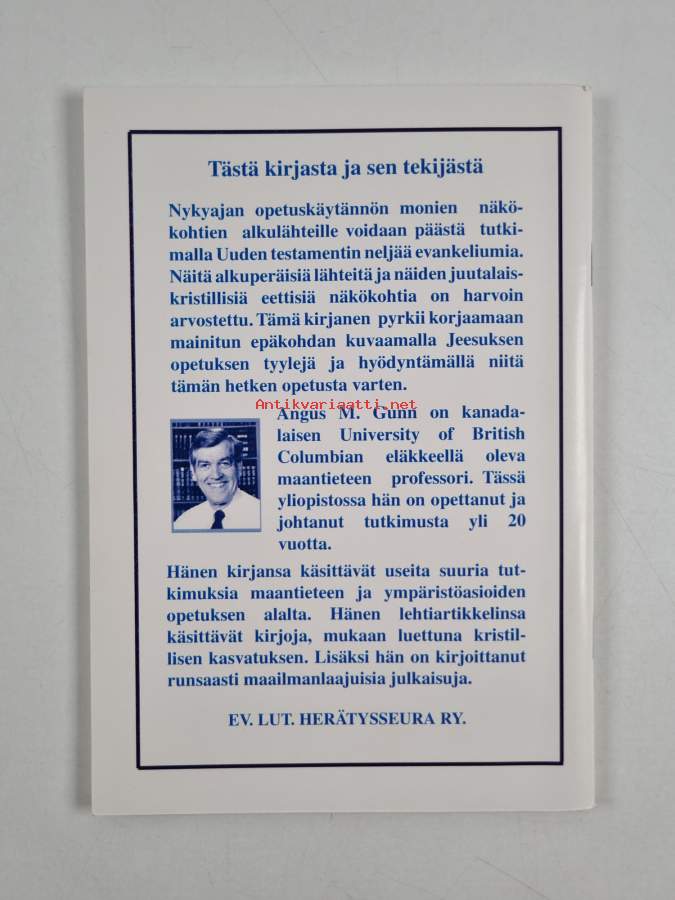 Tästä kirjasta ja sen tekijästä
Nykyajan opetuskäytännön monien näkö-
kohtien alkulähteille voidaan päästä tutki-
malla Uuden testamentin neljää evankeliumia.
Näitä alkuperäisiä lähteitä ja näiden juutalais-
kristillisiä eettisiä näkökohtia on harvoin
arvostettu. Tämä kirjanen pyrkii korjaamaan
mainitun epäkohdan kuvaamalla Jeesuksen
opetuksen tyylejä ja hyödyntämällä niitä
tämän hetken opetusta varten.
Antikvariaatti.net
Angus M. Gunn on kanada-
laisen University of British
Columbian eläkkeellä oleva
maantieteen professori. Tässä
yliopistossa hän on opettanut ja
johtanut tutkimusta yli 20
vuotta.
Hänen kirjansa käsittävät useita suuria tut-
kimuksia maantieteen ja ympäristöasioiden
opetuksen alalta. Hänen lehtiartikkelinsa
käsittävät kirjoja, mukaan luettuna kristil-
lisen kasvatuksen. Lisäksi hän on kirjoittanut
runsaasti maailmanlaajuisia julkaisuja.
EV. LUT. HERÄTYSSEURA RY.